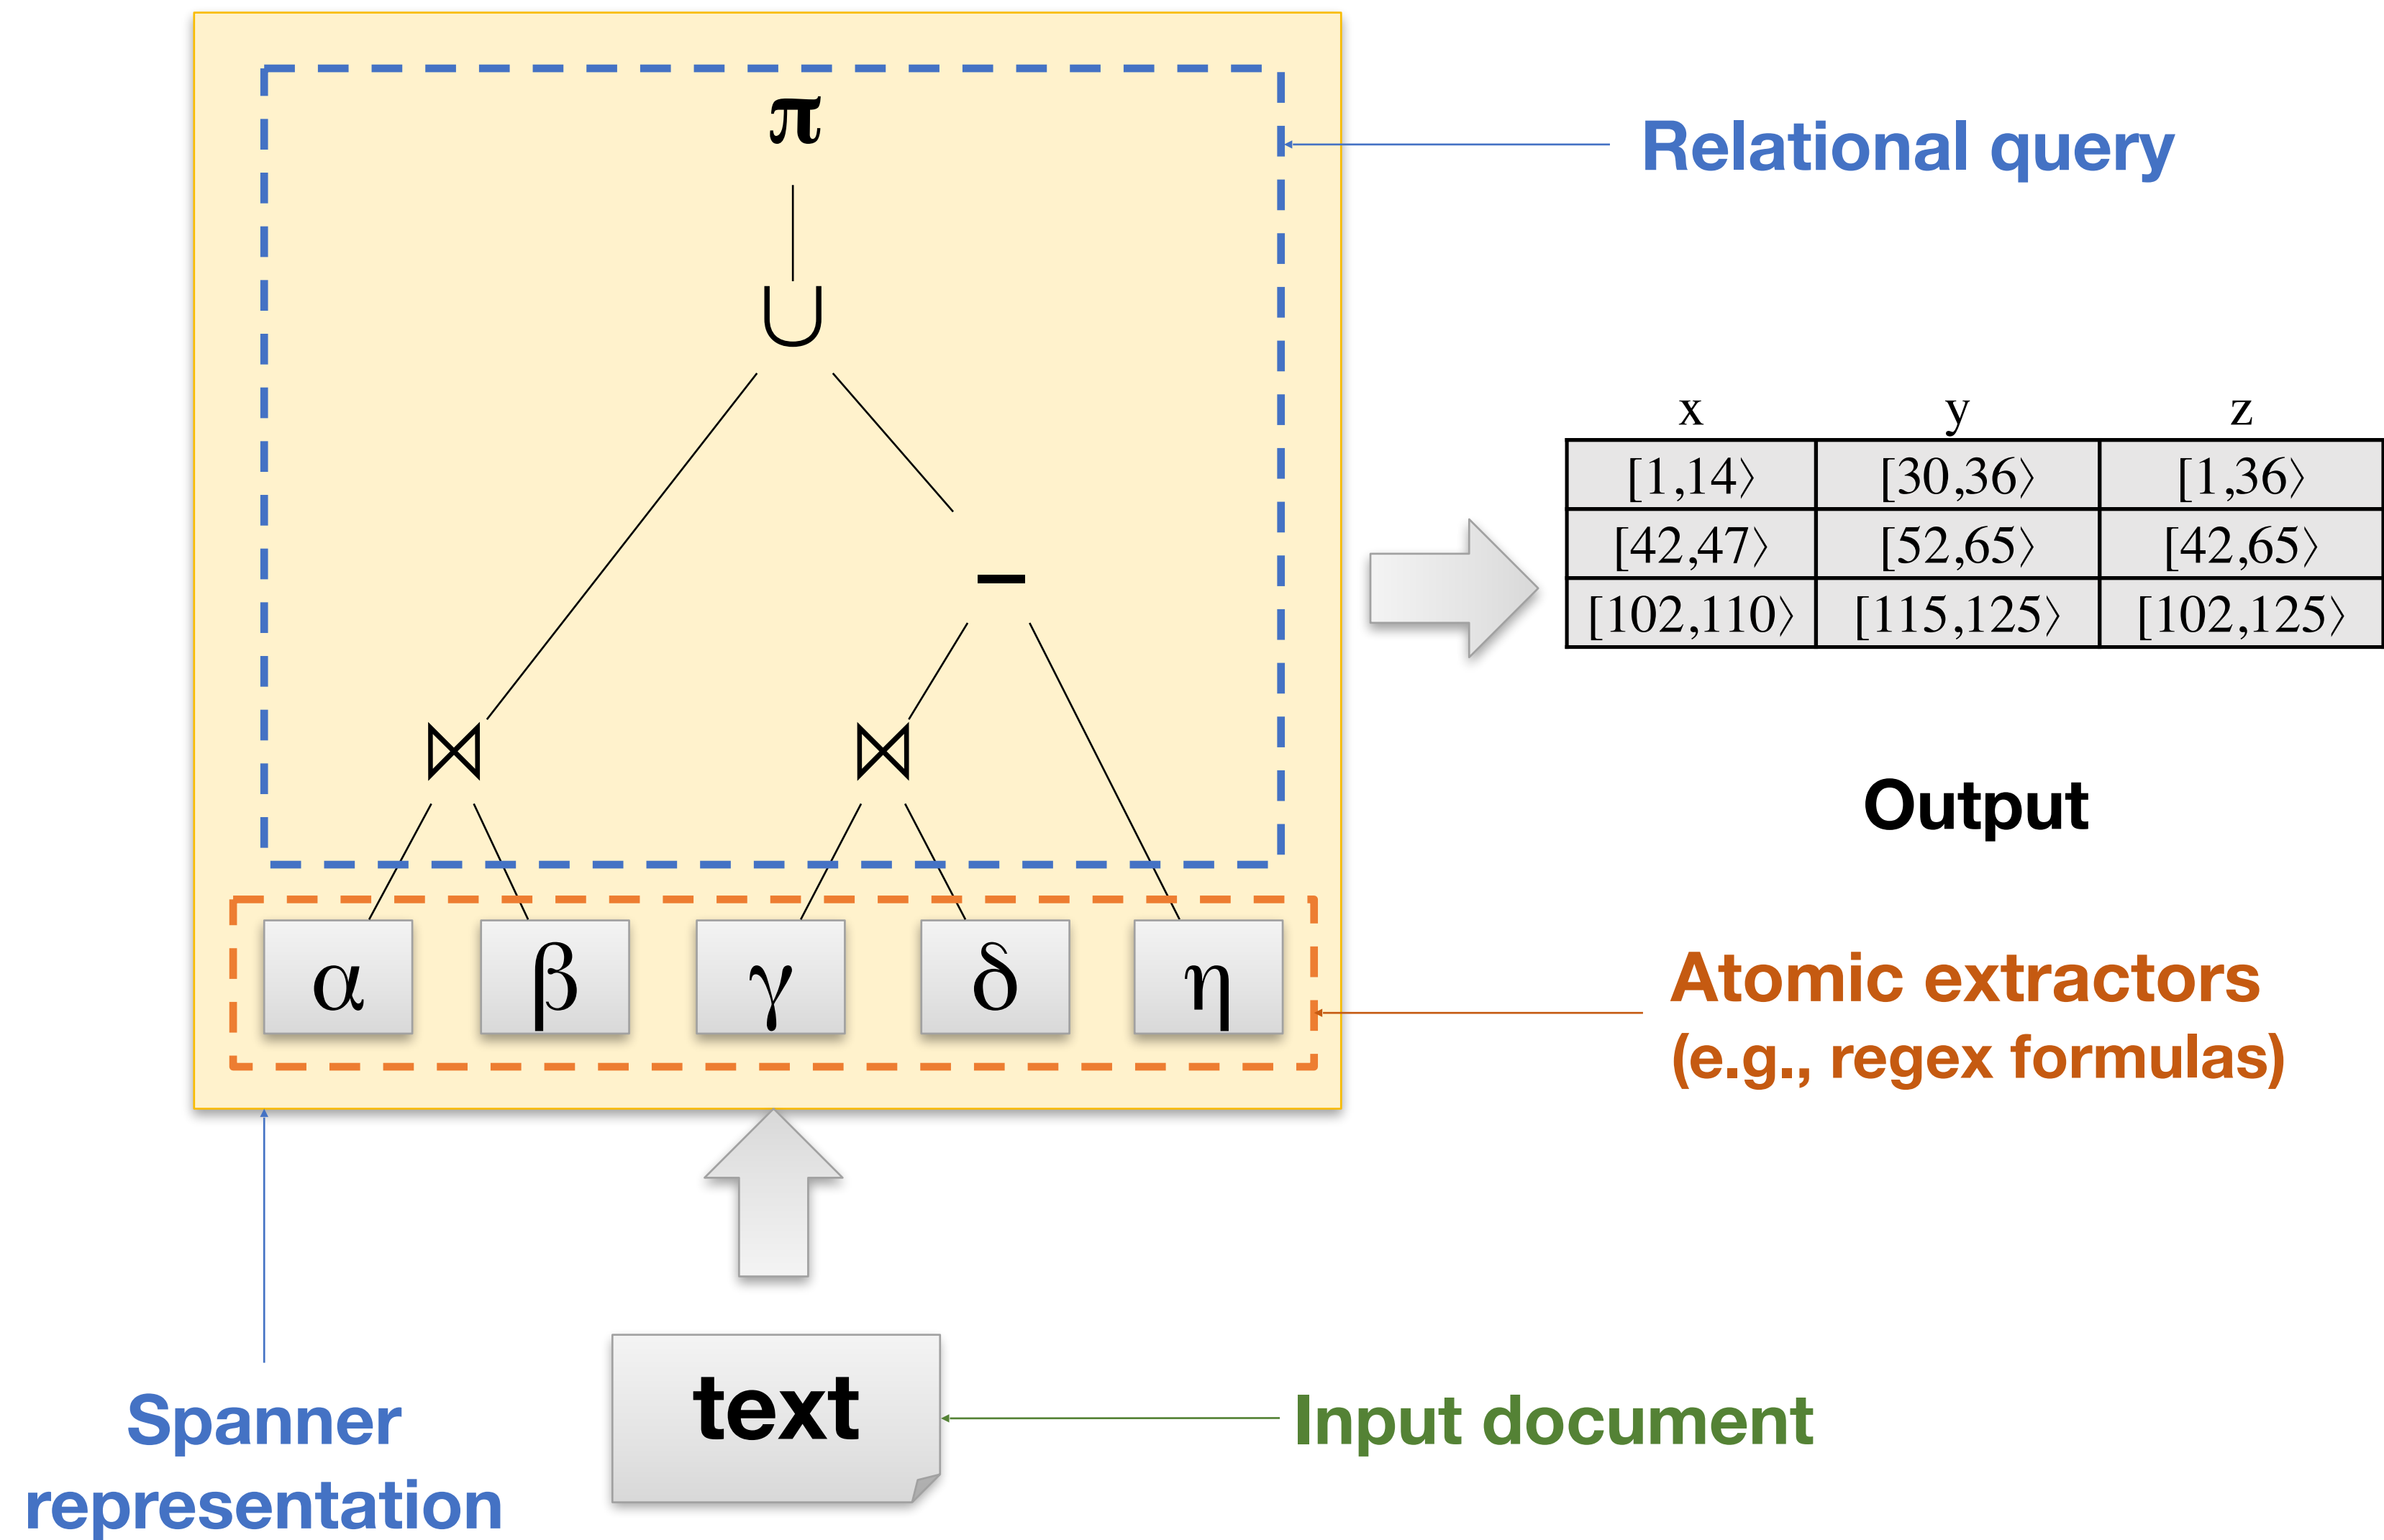 π
Relational query
∪
x y z
[1,14⟩ [30,36⟩ [1,36⟩
[42,47⟩ [52,65⟩ [42,65⟩
[102,110⟩ [115,125⟩ [102,125⟩
–
⋈ ⋈
Output
α β γ δ η
Atomic extractors
(e.g., regex formulas)
text
Input document
Spanner
representation